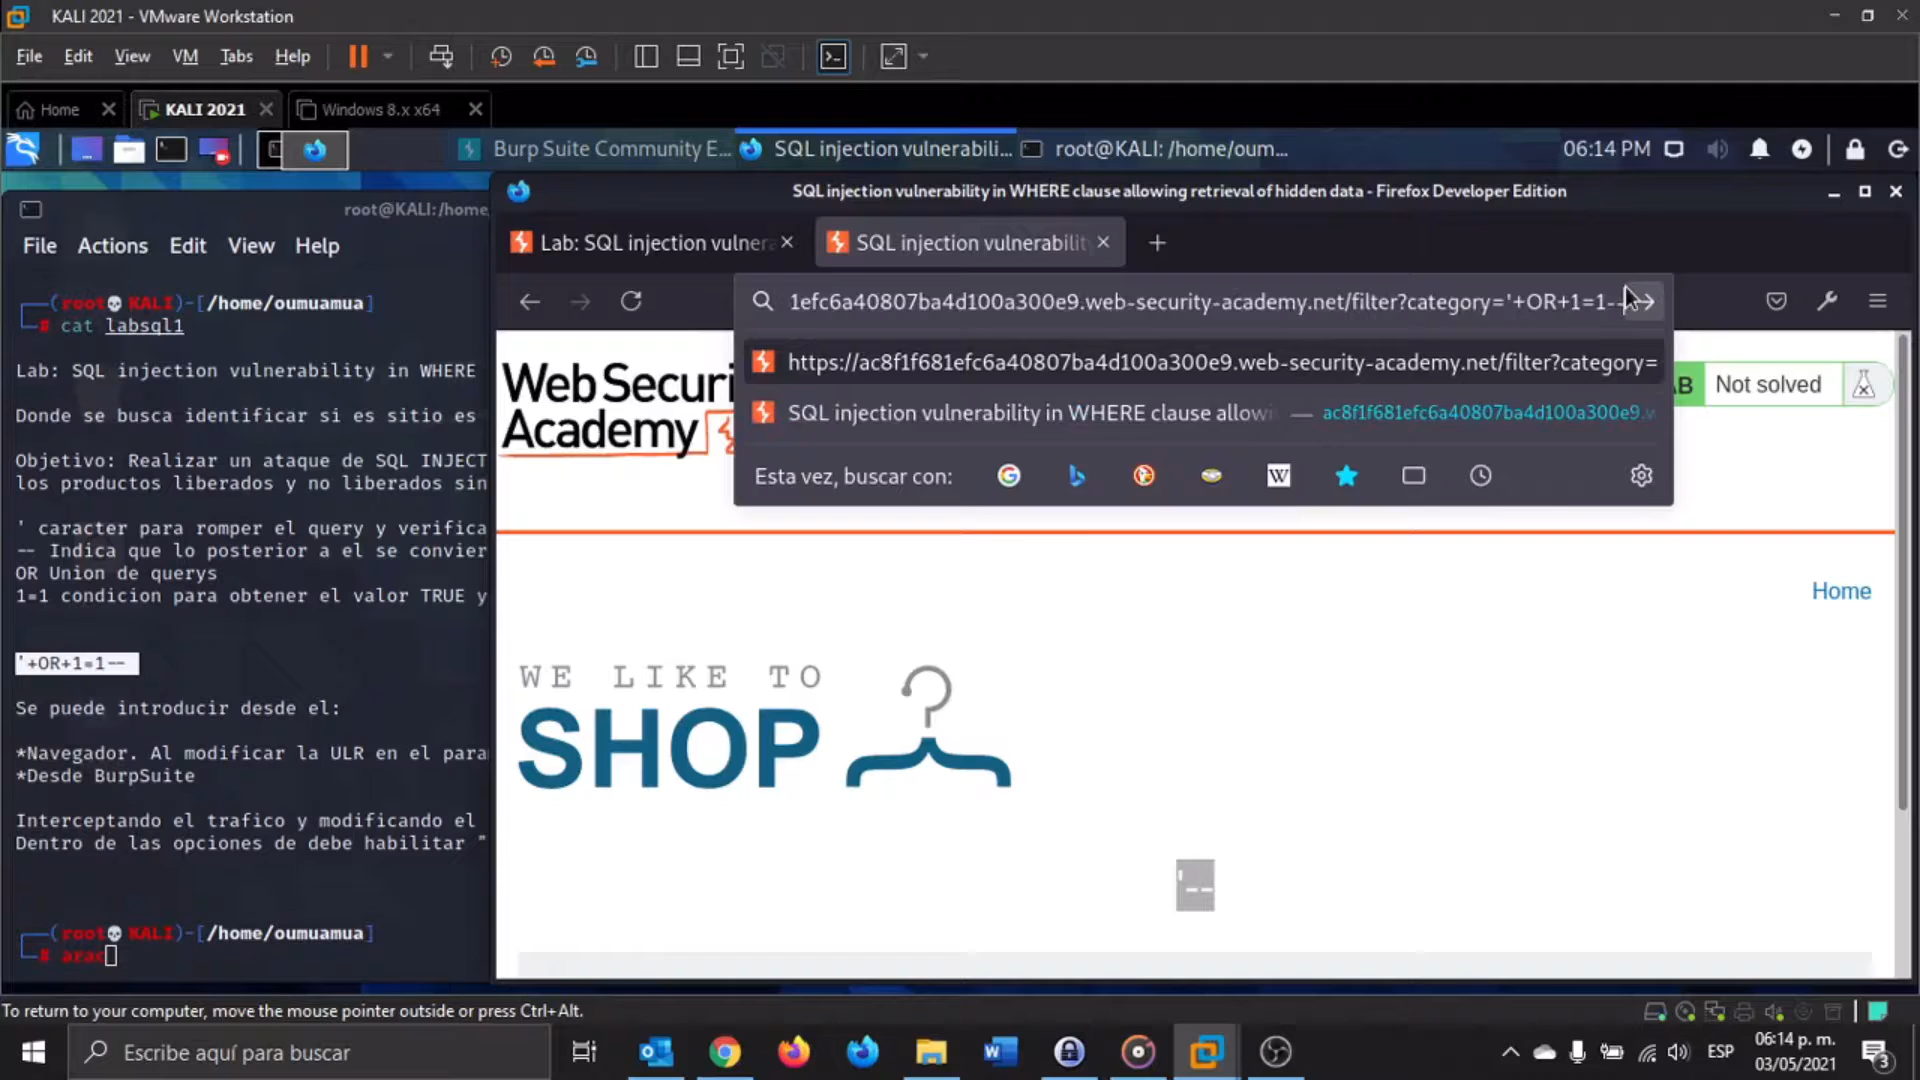 KALI 2021 - VMware Workstation
File Edit View VM Tabs Help
Home KALI 2021 Windows 8.x x64
Burp Suite Community E... SQL injection vulnerabili... root@KALI: /home/oum... 06:14 PM
root@KALI:/home
File Actions Edit View Help
(root KALI)-[/home/oumuamua]
# cat labsql1
Lab: SQL injection vulnerability in WHERE
Donde se busca identificar si es sitio es
Objetivo: Realizar un ataque de SQL INJECT
los productos liberados y no liberados sin
' caracter para romper el query y verifica
-- Indica que lo posterior a el se convier
OR Union de querys
1=1 condicion para obtener el valor TRUE y
'+OR+1=1--
Se puede introducir desde el:
*Navegador. Al modificar la ULR en el para
*Desde BurpSuite
Interceptando el trafico y modificando el
Dentro de las opciones de debe habilitar "
(root KALI)-[/home/oumuamua]
# arac
SQL injection vulnerability in WHERE clause allowing retrieval of hidden data - Firefox Developer Edition
Lab: SQL injection vulnera SQL injection vulnerabilit
1efc6a40807ba4d100a300e9.web-security-academy.net/filter?category='+OR+1=1--
https://ac8f1f681efc6a40807ba4d100a300e9.web-security-academy.net/filter?category=
SQL injection vulnerability in WHERE clause allowi — ac8f1f681efc6a40807ba4d100a300e9.w
Esta vez, buscar con:
Web Securi
Academy
AB Not solved
Home
WE LIKE TO
SHOP
'--
To return to your computer, move the mouse pointer outside or press Ctrl+Alt.
Escribe aquí para buscar
ESP
06:14 p. m.
03/05/2021
3